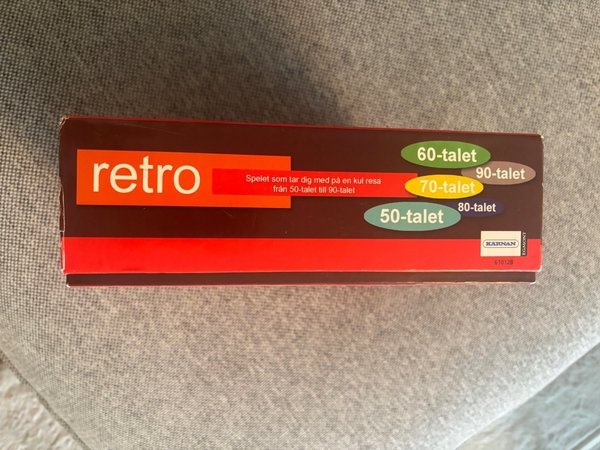 retro
Spelet som tar dig med på en kul resa
från 50-talet till 90-talet
60-talet
90-talet
70-talet
50-talet
80-talet
KÄRNAN